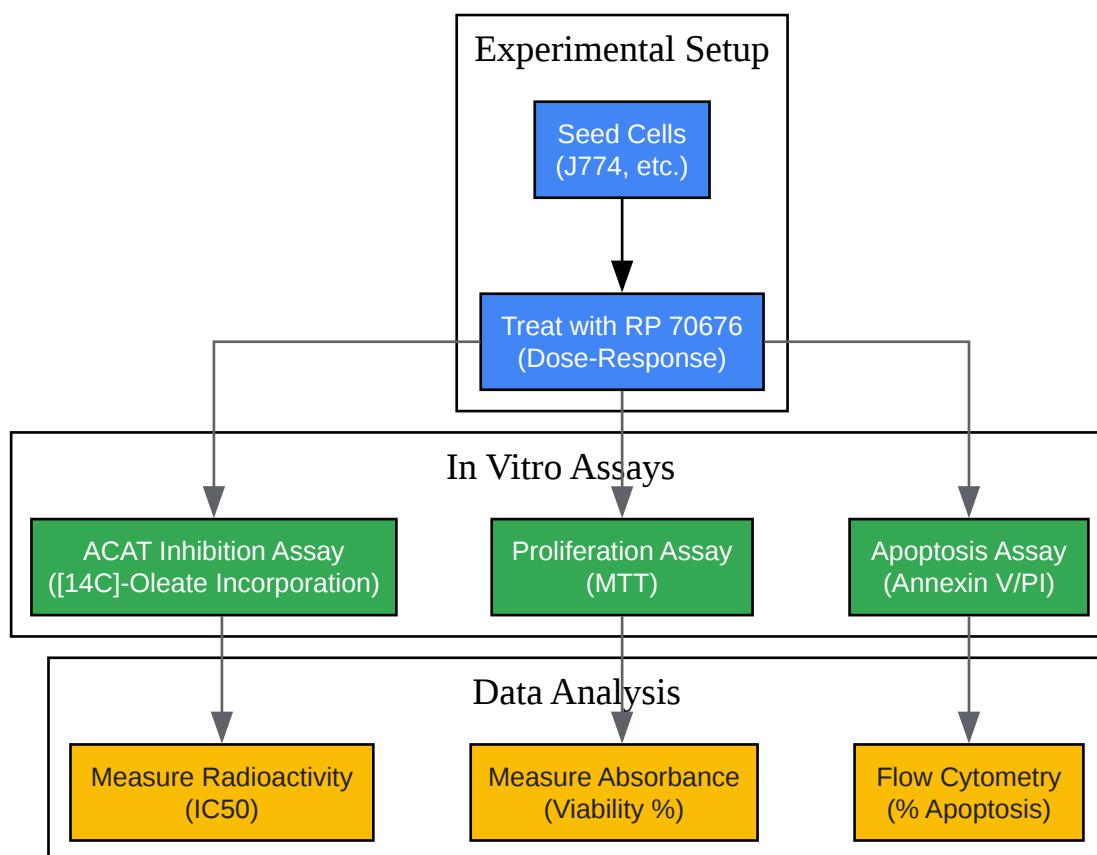 Experimental Setup
Seed Cells
(J774, etc.)
Treat with RP 70676
(Dose-Response)
In Vitro Assays
ACAT Inhibition Assay
([14C]-Oleate Incorporation)
Proliferation Assay
(MTT)
Apoptosis Assay
(Annexin V/PI)
Data Analysis
Measure Radioactivity
(IC50)
Measure Absorbance
(Viability %)
Flow Cytometry
(% Apoptosis)